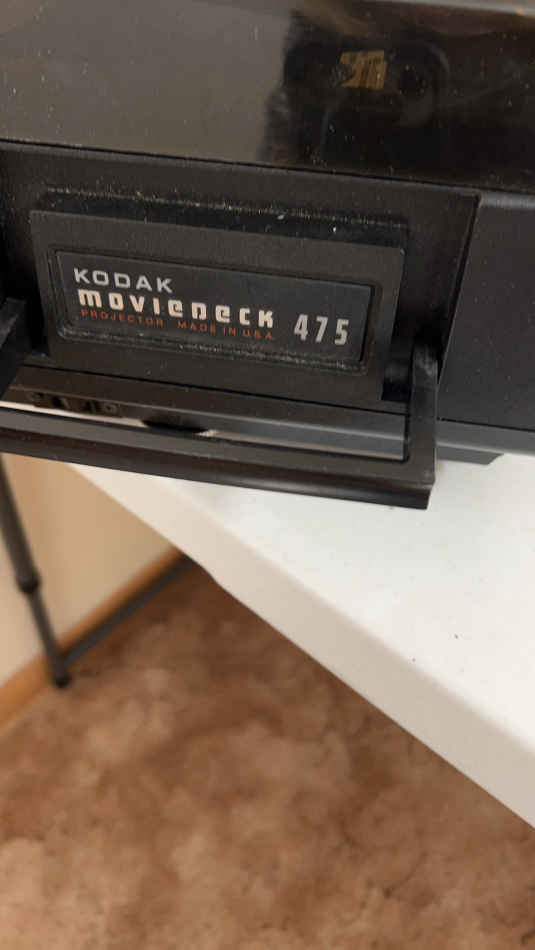 KODAK
MOVIEDECK
PROJECTOR MADE IN U.S.A.
475